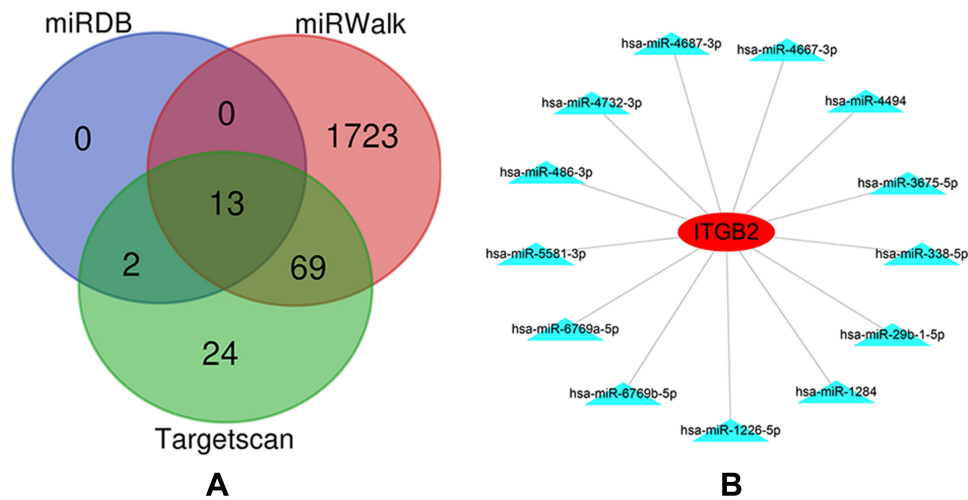 miRDB
miRWalk
0
0
1723
13
2
69
24
Targetscan
A
hsa-miR-4687-3p
hsa-miR-4667-3p
hsa-miR-4732-3p
hsa-miR-4494
hsa-miR-486-3p
hsa-miR-3675-5p
ITGB2
hsa-miR-5581-3p
hsa-miR-338-5p
hsa-miR-6769a-5p
hsa-miR-29b-1-5p
hsa-miR-6769b-5p
hsa-miR-1284
hsa-miR-1226-5p
B